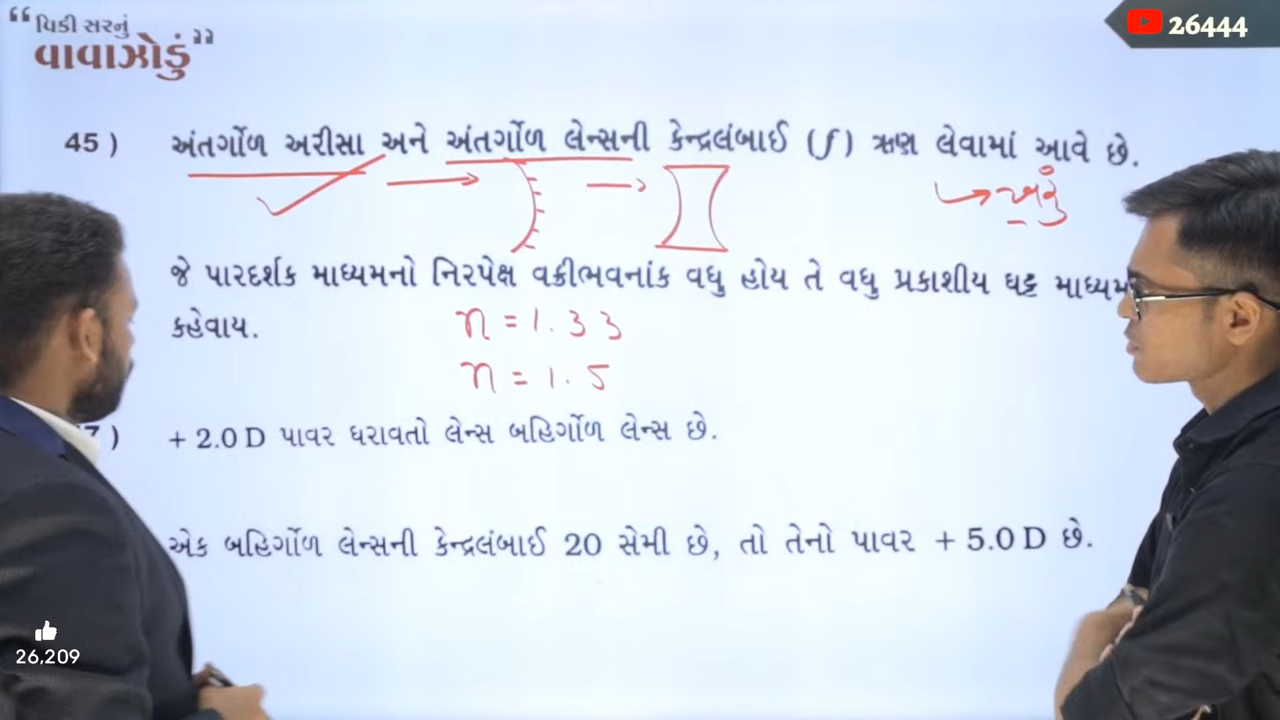 “ વિકી સરનું
વાવાઝોડું ”
26444
45 ) અંતર્ગોળ અરીસા અને અંતર્ગોળ લેન્સની કેન્દ્રલંબાઈ (f) ઋણ લેવામાં આવે છે.
જે પારદર્શક માધ્યમનો નિરપેક્ષ વક્રીભવનાંક વધુ હોય તે વધુ પ્રકાશીય ઘટ્ટ માધ્યમ
કહેવાય.
n = 1.33
n = 1.5
7 ) + 2.0 D પાવર ધરાવતો લેન્સ બહિર્ગોળ લેન્સ છે.
એક બહિર્ગોળ લેન્સની કેન્દ્રલંબાઈ 20 સેમી છે, તો તેનો પાવર + 5.0 D છે.
26,209